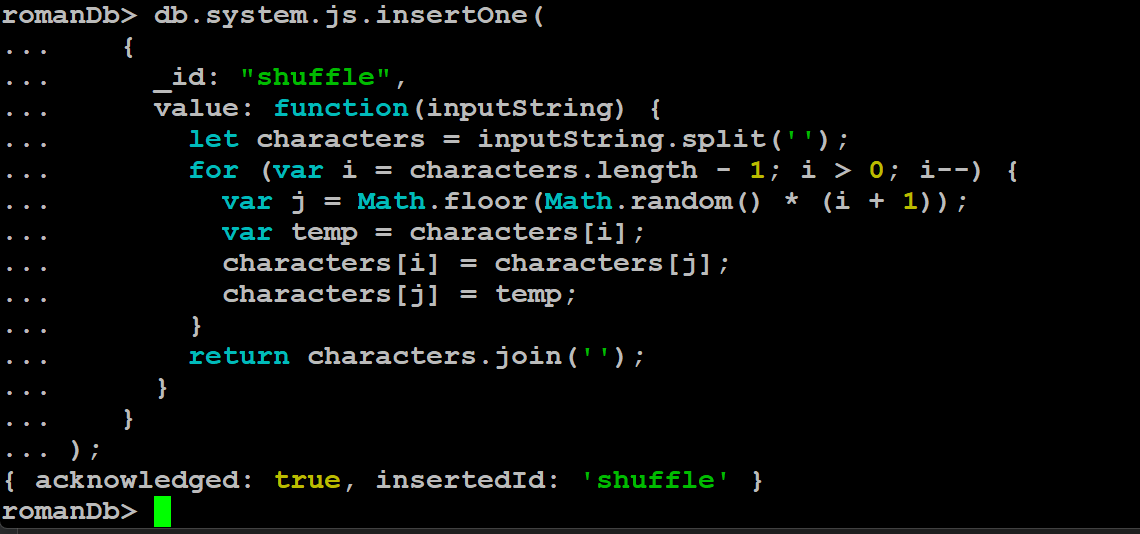 romanDb> db.system.js.insertOne(
...    {
...      _id: "shuffle",
...      value: function(inputString) {
...        let characters = inputString.split('');
...        for (var i = characters.length - 1; i > 0; i--) {
...          var j = Math.floor(Math.random() * (i + 1));
...          var temp = characters[i];
...          characters[i] = characters[j];
...          characters[j] = temp;
...        }
...        return characters.join('');
...      }
...    }
... );
{ acknowledged: true, insertedId: 'shuffle' }
romanDb>